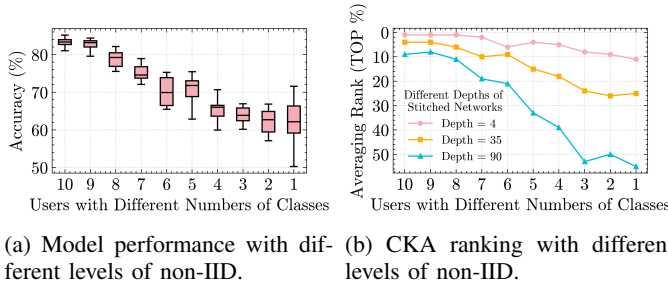 Accuracy (%)
80
70
60
50
10 9 8 7 6 5 4 3 2 1
Users with Different Numbers of Classes
(a) Model performance with dif-
ferent levels of non-IID.
Averaging Rank (TOP %)
0
10
20
30
40
50
Different Depths of
Stitched Networks
Depth = 4
Depth = 35
Depth = 90
10 9 8 7 6 5 4 3 2 1
Users with Different Numbers of Classes
(b) CKA ranking with differen
levels of non-IID.